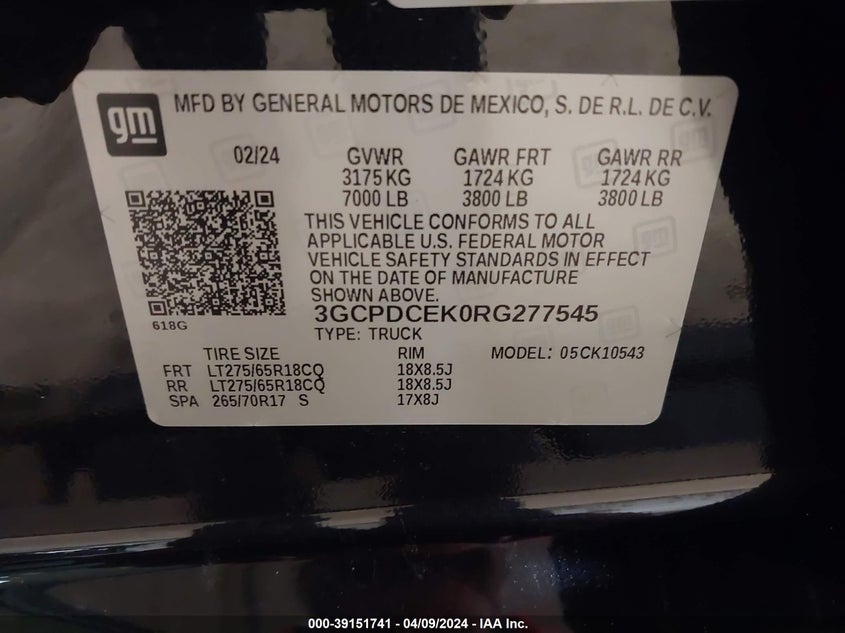 gm
MFD BY GENERAL MOTORS DE MEXICO, S. DE R.L. DE C.V.
02/24 GVWR GAWR FRT GAWR RR
3175 KG 1724 KG 1724 KG
7000 LB 3800 LB 3800 LB
THIS VEHICLE CONFORMS TO ALL
APPLICABLE U.S. FEDERAL MOTOR
VEHICLE SAFETY STANDARDS IN EFFECT
ON THE DATE OF MANUFACTURE
SHOWN ABOVE.
3GCPDCEK0RG277545
618G
TYPE: TRUCK
TIRE SIZE RIM MODEL: 05CK10543
FRT LT275/65R18CQ 18X8.5J
RR LT275/65R18CQ 18X8.5J
SPA 265/70R17 S 17X8J
000-39151741 - 04/09/2024 - IAA Inc.